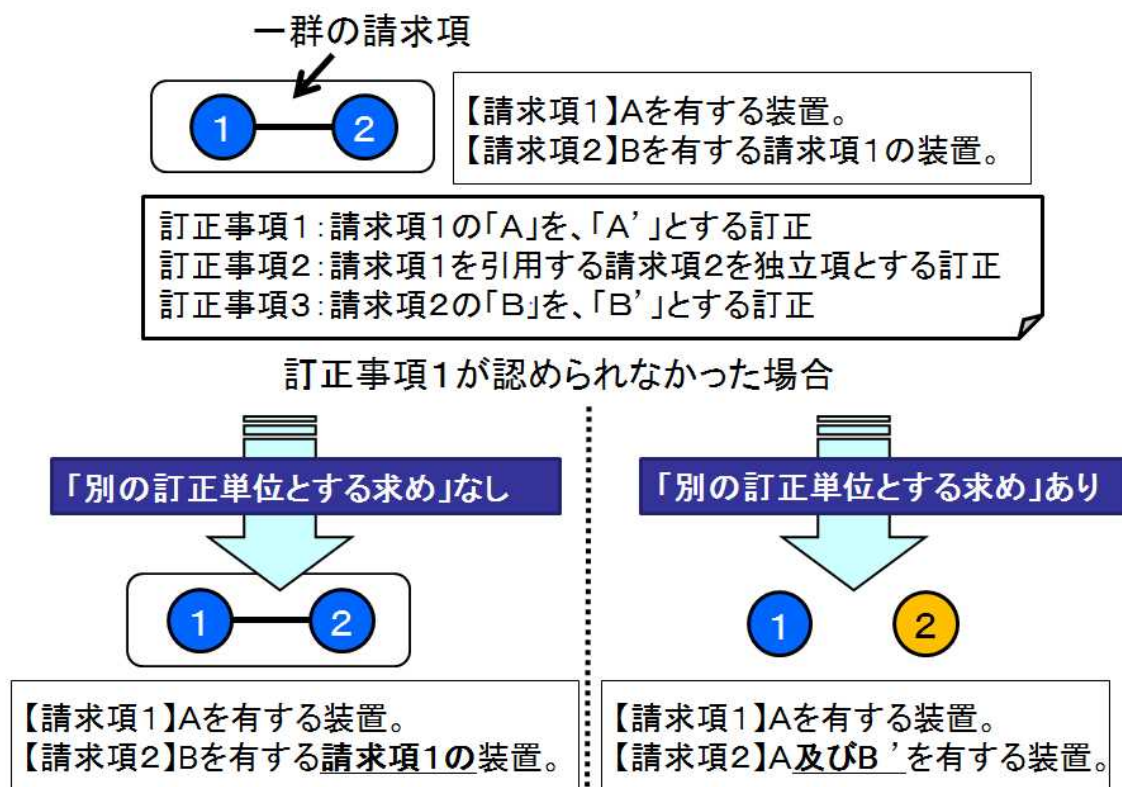 一群の請求項
1 2
【請求項1】Aを有する装置。
【請求項2】Bを有する請求項1の装置。
訂正事項1:請求項1の「A」を、「A’」とする訂正
訂正事項2:請求項1を引用する請求項2を独立項とする訂正
訂正事項3:請求項2の「B」を、「B’」とする訂正
訂正事項1が認められなかった場合
「別の訂正単位とする求め」なし
1 2
【請求項1】Aを有する装置。
【請求項2】Bを有する請求項1の装置。
「別の訂正単位とする求め」あり
1 2
【請求項1】Aを有する装置。
【請求項2】A及びB’を有する装置。